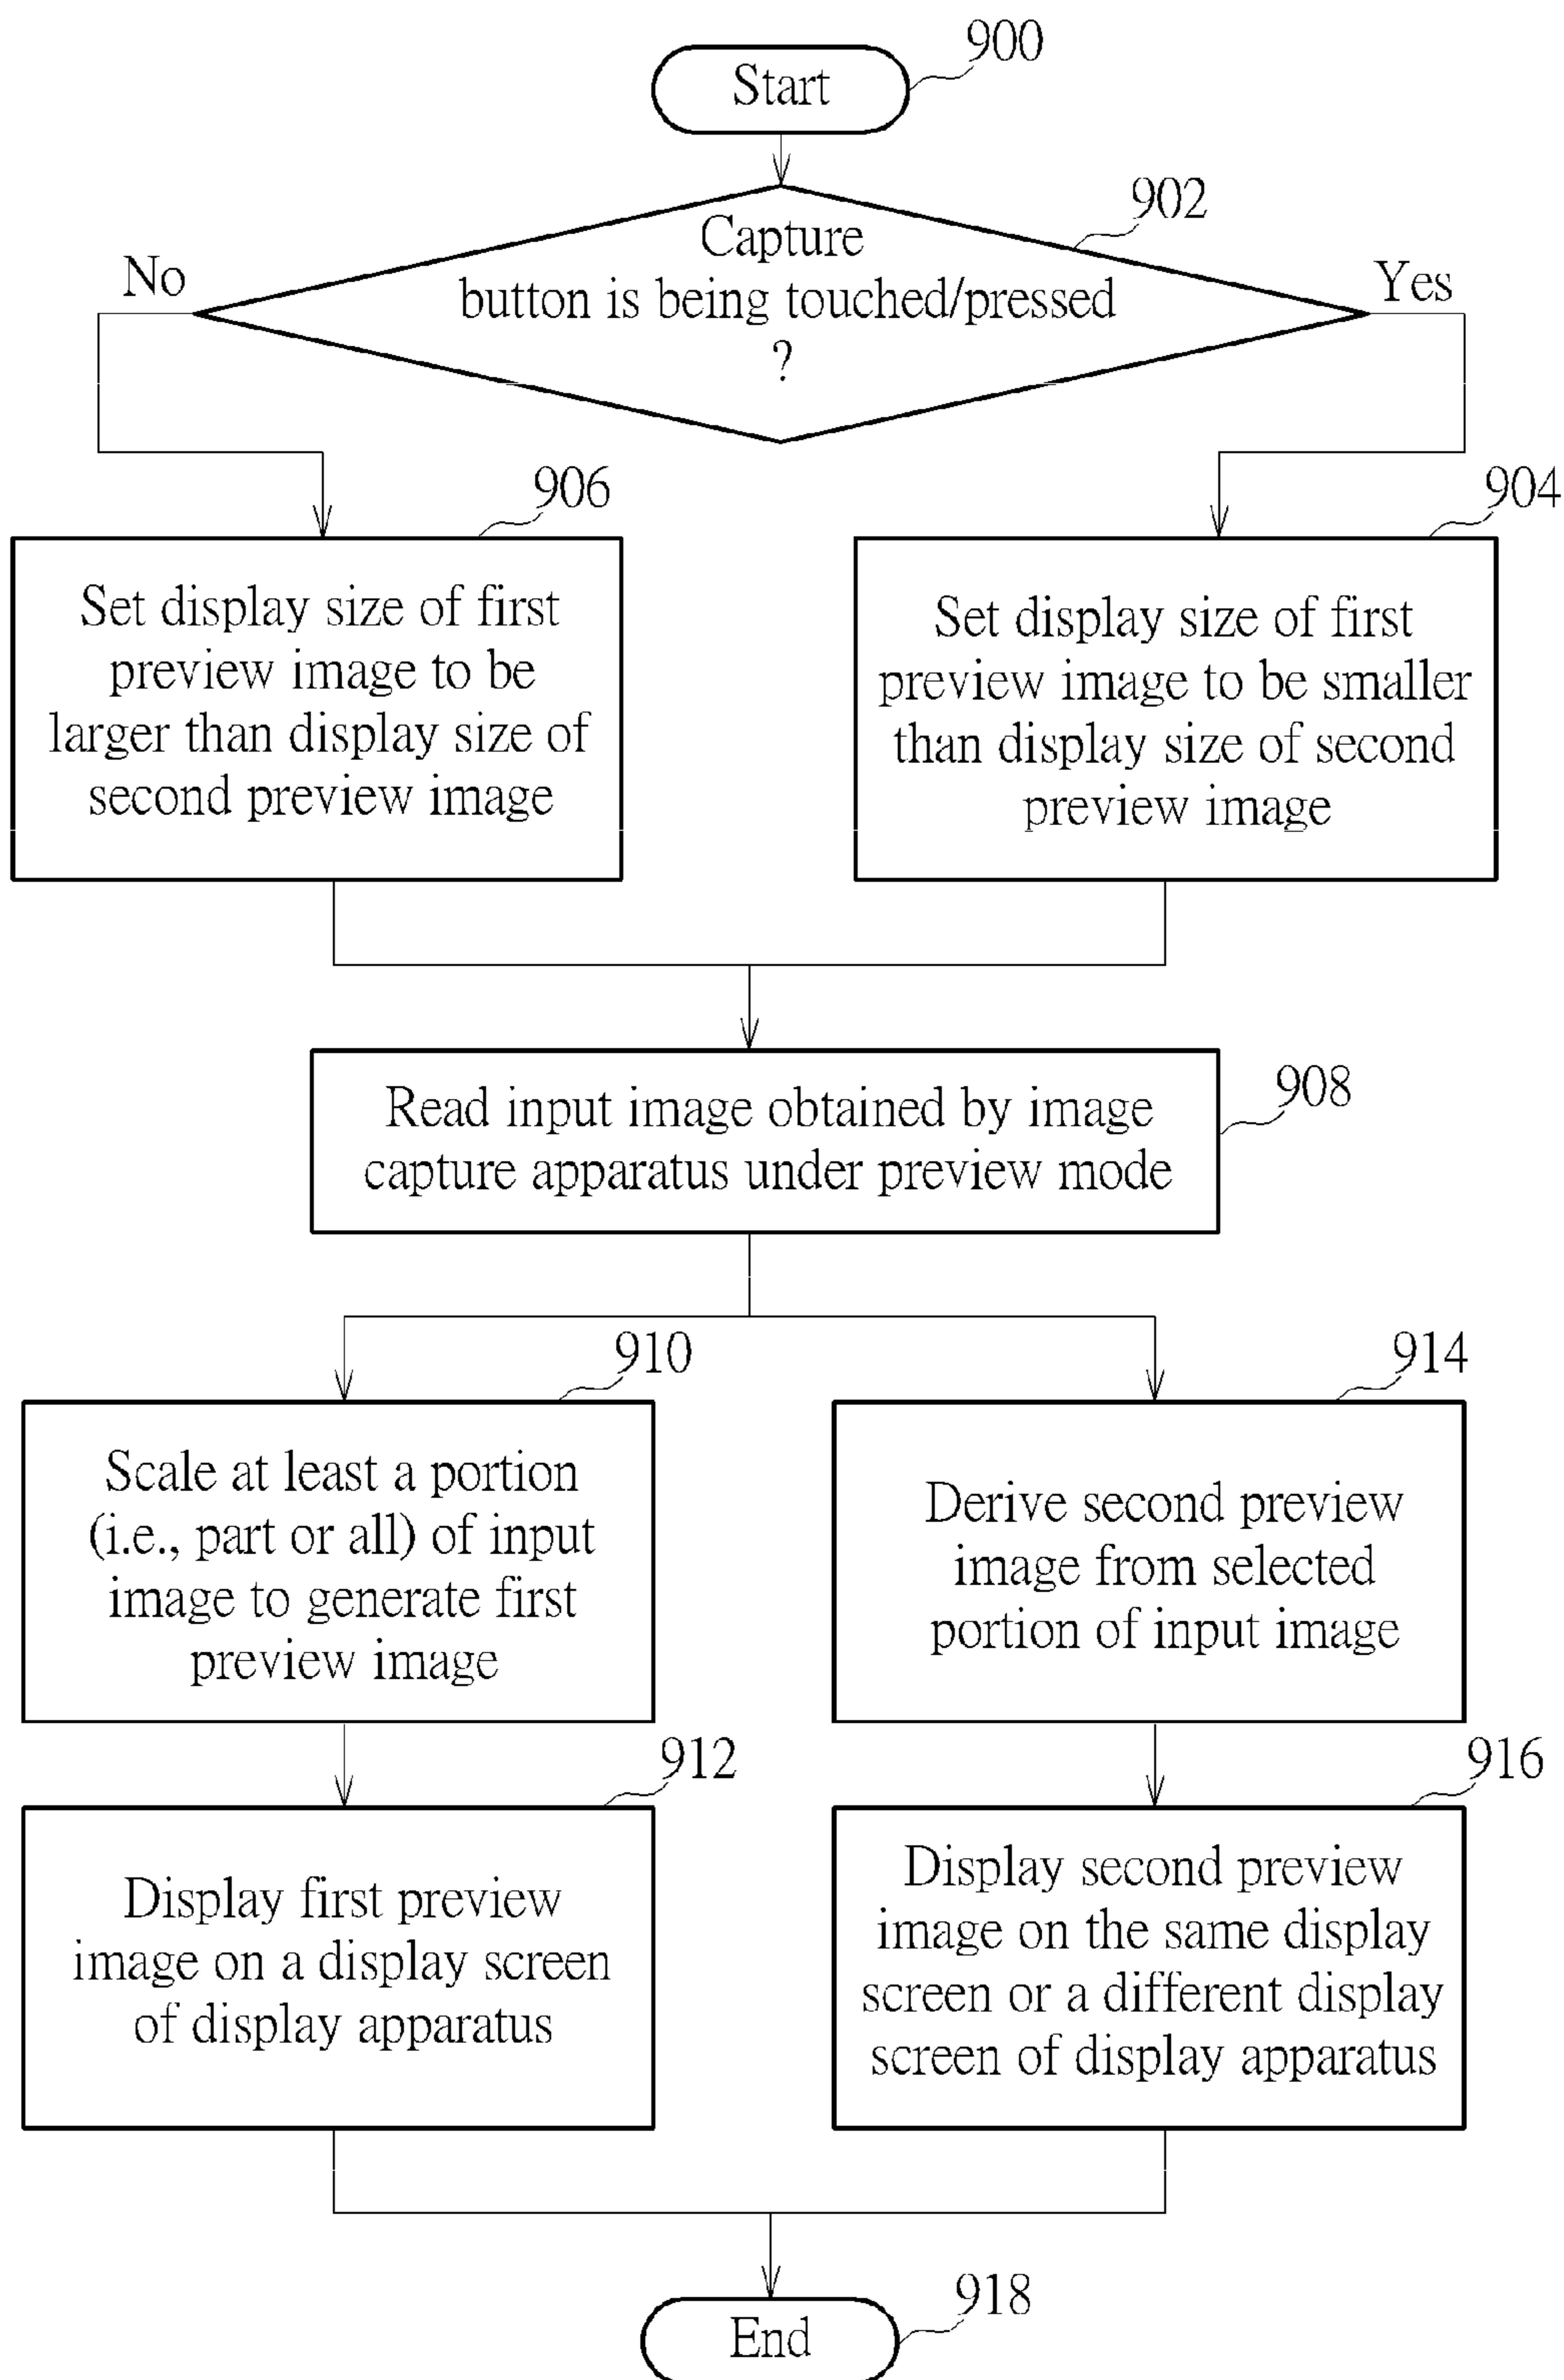 900
Start
902
Capture
button is being touched/pressed
?
No
Yes
906
904
Set display size of first
preview image to be
larger than display size of
second preview image
Set display size of first
preview image to be smaller
than display size of second
preview image
908
Read input image obtained by image
capture apparatus under preview mode
910
914
Scale at least a portion
(i.e., part or all) of input
image to generate first
preview image
Derive second preview
image from selected
portion of input image
912
916
Display first preview
image on a display screen
of display apparatus
Display second preview
image on the same display
screen or a different display
screen of display apparatus
918
End